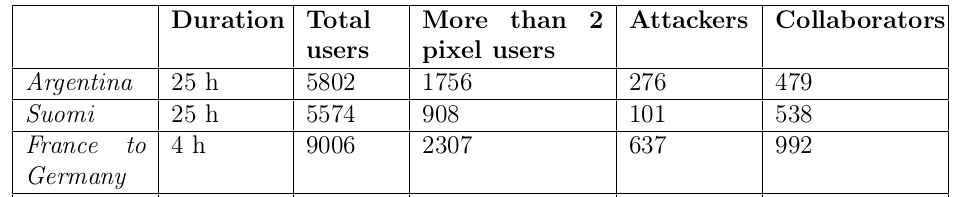 Duration Total users More than 2 pixel users Attackers Collaborators
Argentina 25 h 5802 1756 276 479
Suomi 25 h 5574 908 101 538
France to Germany 4 h 9006 2307 637 992